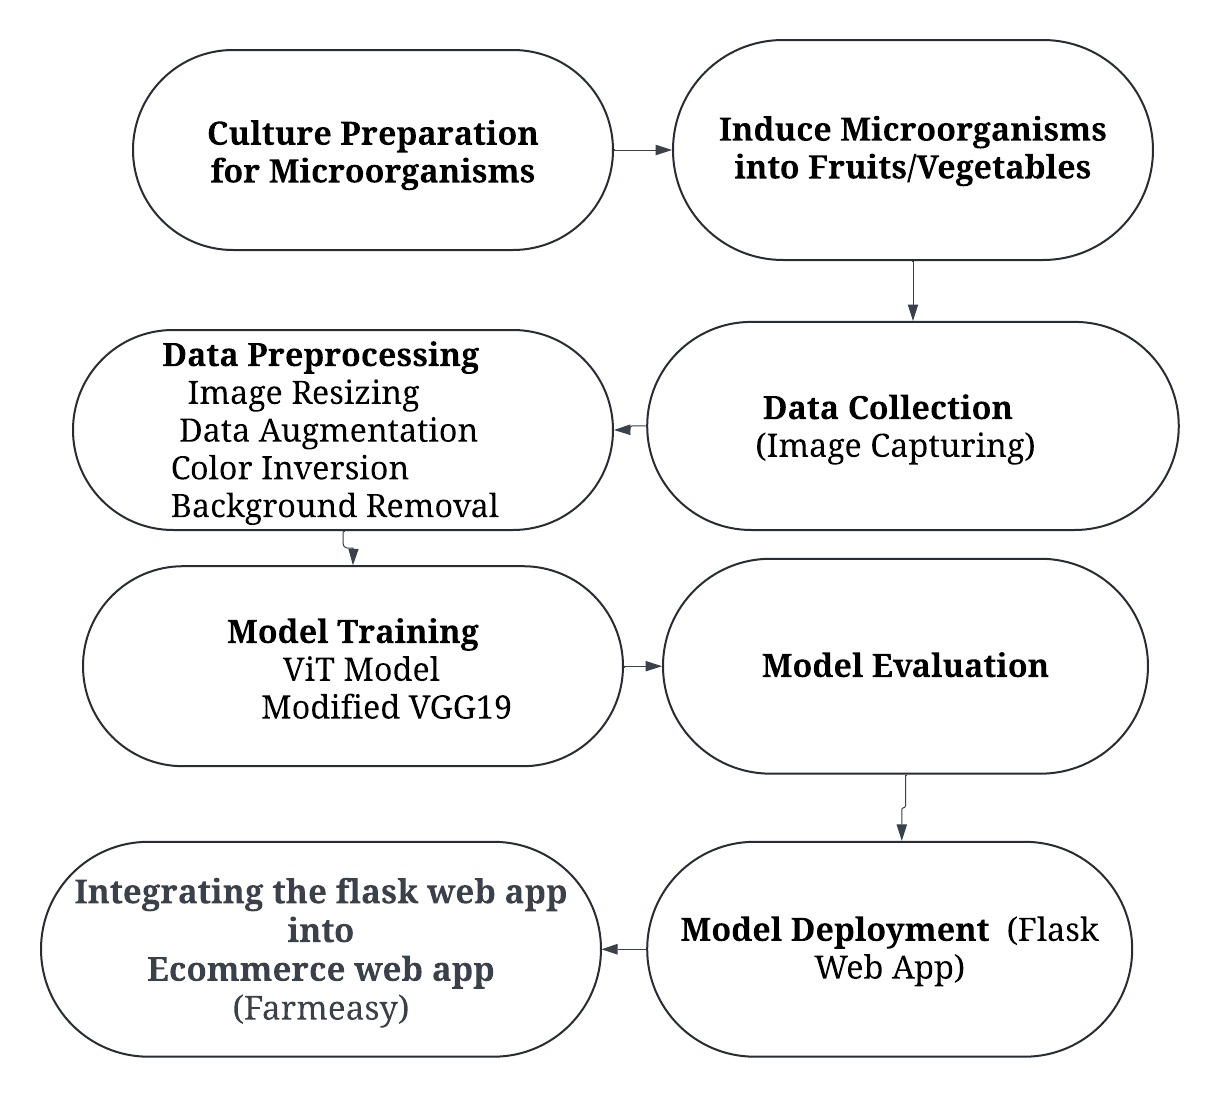 Culture Preparation
for Microorganisms
Induce Microorganisms
into Fruits/Vegetables
Data Collection
(Image Capturing)
Data Preprocessing
Image Resizing
Data Augmentation
Color Inversion
Background Removal
Model Training
ViT Model
Modified VGG19
Model Evaluation
Model Deployment (Flask
Web App)
Integrating the flask web app
into
Ecommerce web app
(Farmeasy)